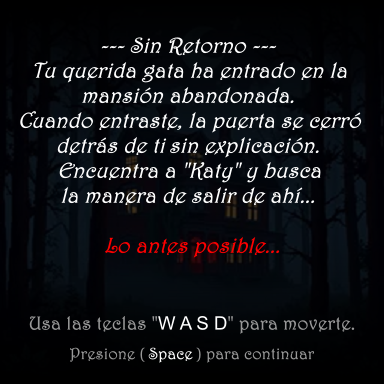 --- Sin Retorno ---
Tu querida gata ha entrado en la
mansión abandonada.
Cuando entraste, la puerta se cerró
detrás de ti sin explicación.
Encuentra a "Katy" y busca
la manera de salir de ahí...
Lo antes posible...
Usa las teclas "W A S D" para moverte.
Presione ( Space ) para continuar